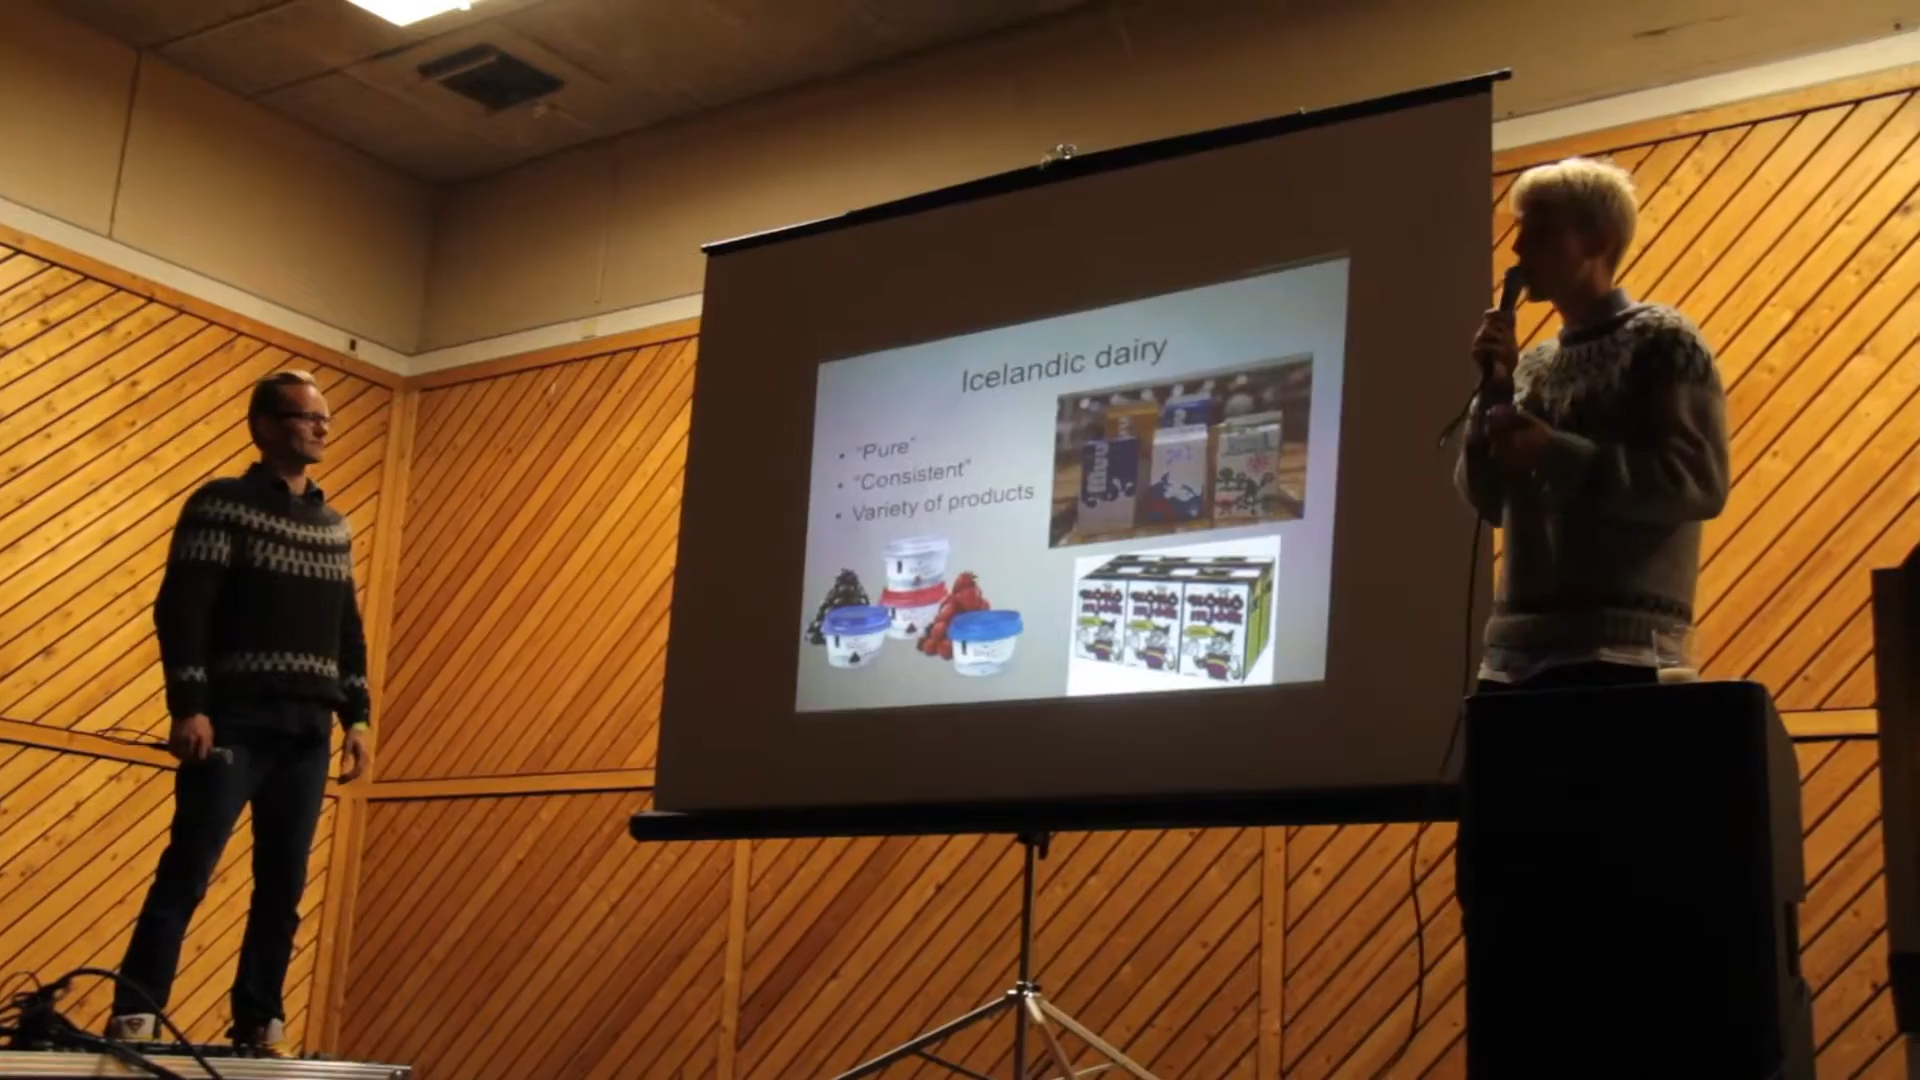 Icelandic dairy
• "Pure"
• "Consistent"
• Variety of products